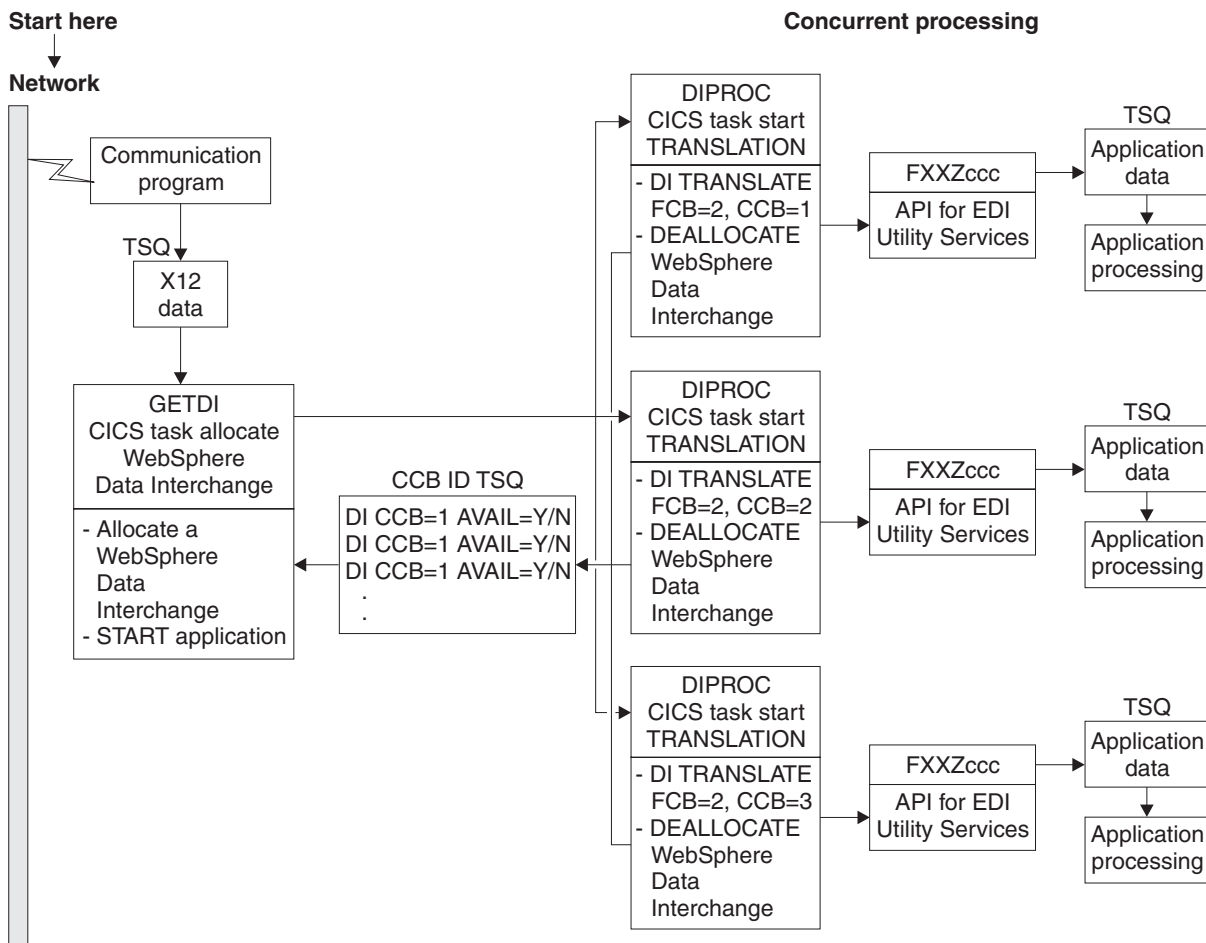 Start here
Network
Communication
program
TSQ
X12
data
GETDI
CICS task allocate
WebSphere
Data Interchange
- Allocate a
WebSphere
Data
Interchange
- START application
CCB ID TSQ
DI CCB=1 AVAIL=Y/N
DI CCB=1 AVAIL=Y/N
DI CCB=1 AVAIL=Y/N
.
.
Concurrent processing
DIPROC
CICS task start
TRANSLATION
- DI TRANSLATE
FCB=2, CCB=1
- DEALLOCATE
WebSphere
Data
Interchange
FXXZccc
API for EDI
Utility Services
TSQ
Application
data
Application
processing
DIPROC
CICS task start
TRANSLATION
- DI TRANSLATE
FCB=2, CCB=2
- DEALLOCATE
WebSphere
Data
Interchange
FXXZccc
API for EDI
Utility Services
TSQ
Application
data
Application
processing
DIPROC
CICS task start
TRANSLATION
- DI TRANSLATE
FCB=2, CCB=3
- DEALLOCATE
WebSphere
Data
Interchange
FXXZccc
API for EDI
Utility Services
TSQ
Application
data
Application
processing